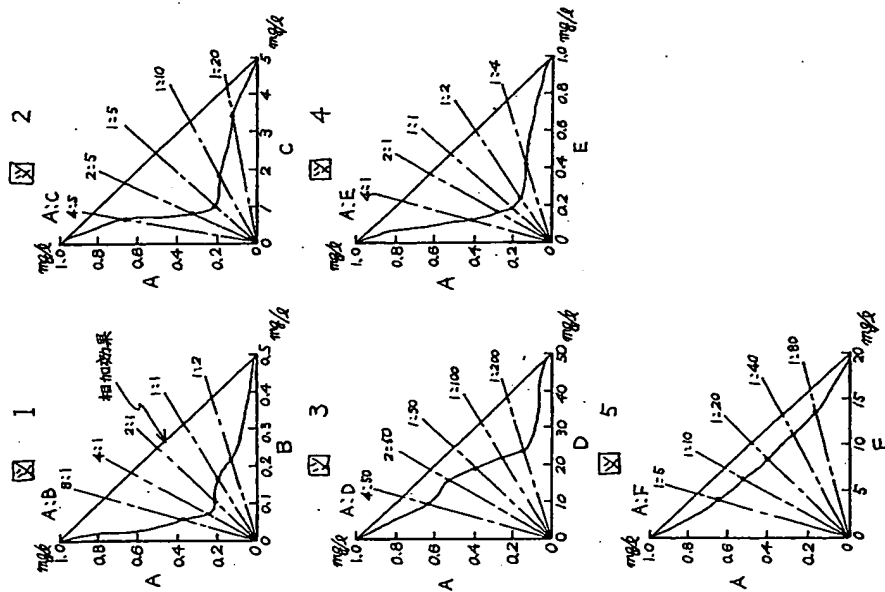 図 1
A:B
mg/l
1.0
0.8
0.6
0.4
0.2
0
A
8:1
4:1
2:1
相加効果
1:1
1:2
0 0.1 0.2 0.3 0.4 0.5 mg/l
B
図 2
A:C
mg/l
1.0
0.8
0.6
0.4
0.2
0
A
4:5
2:5
1:5
1:10
1:20
0 1 2 3 4 5 mg/l
C
図 3
A:D
mg/l
1.0
0.8
0.6
0.4
0.2
0
A
4:50
2:50
1:50
1:100
1:200
0 10 20 30 40 50 mg/l
D
図 4
A:E
mg/l
1.0
0.8
0.6
0.4
0.2
0
A
4:1
2:1
1:1
1:2
1:4
0 0.2 0.4 0.6 0.8 1.0 mg/l
E
図 5
A:F
mg/l
1.0
0.8
0.6
0.4
0.2
0
A
1:5
1:10
1:20
1:40
1:80
0 5 10 15 20 mg/l
F